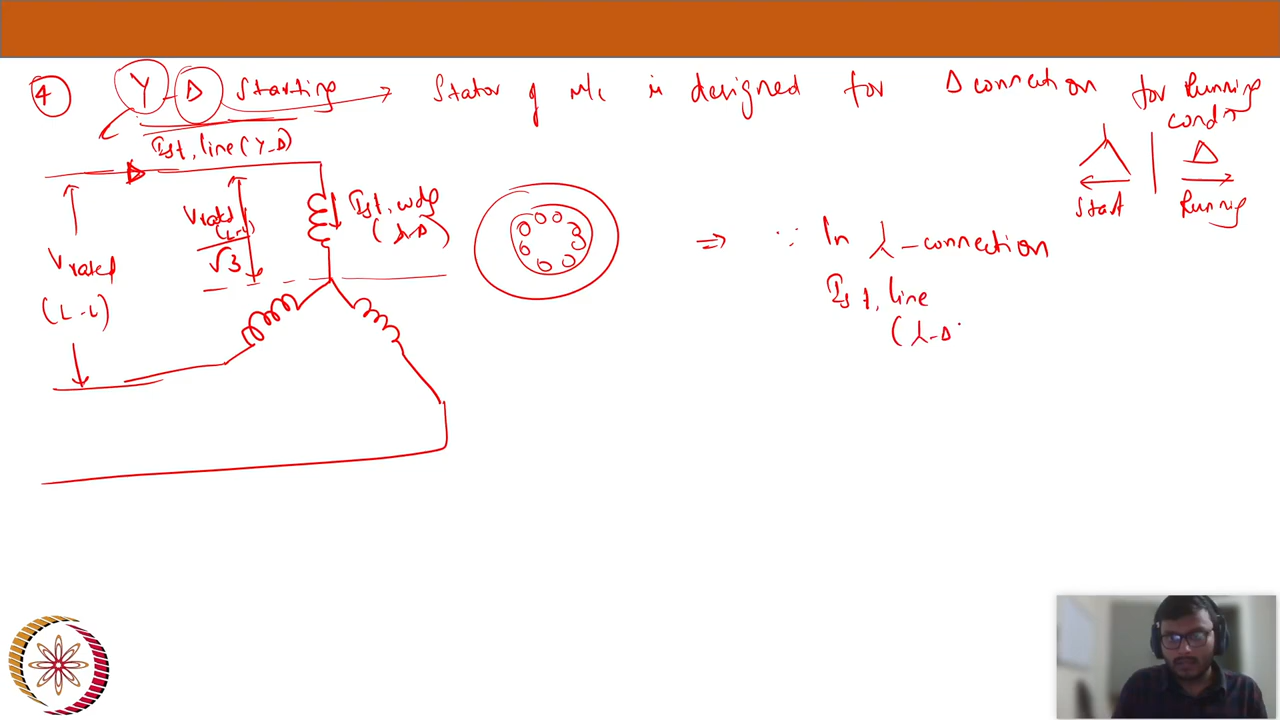 4 Y-Δ Starting → Stator of M/c is designed for Δ connection for Running
condⁿ
Ist, line (Y-Δ)
Start
Δ
Running
Vrated
(L-L)
Vrated
(L-L)
√3
Ist, wdg
(⅄-Δ)
⇒ ∵ In ⅄-connection
Ist, line
(⅄-Δ